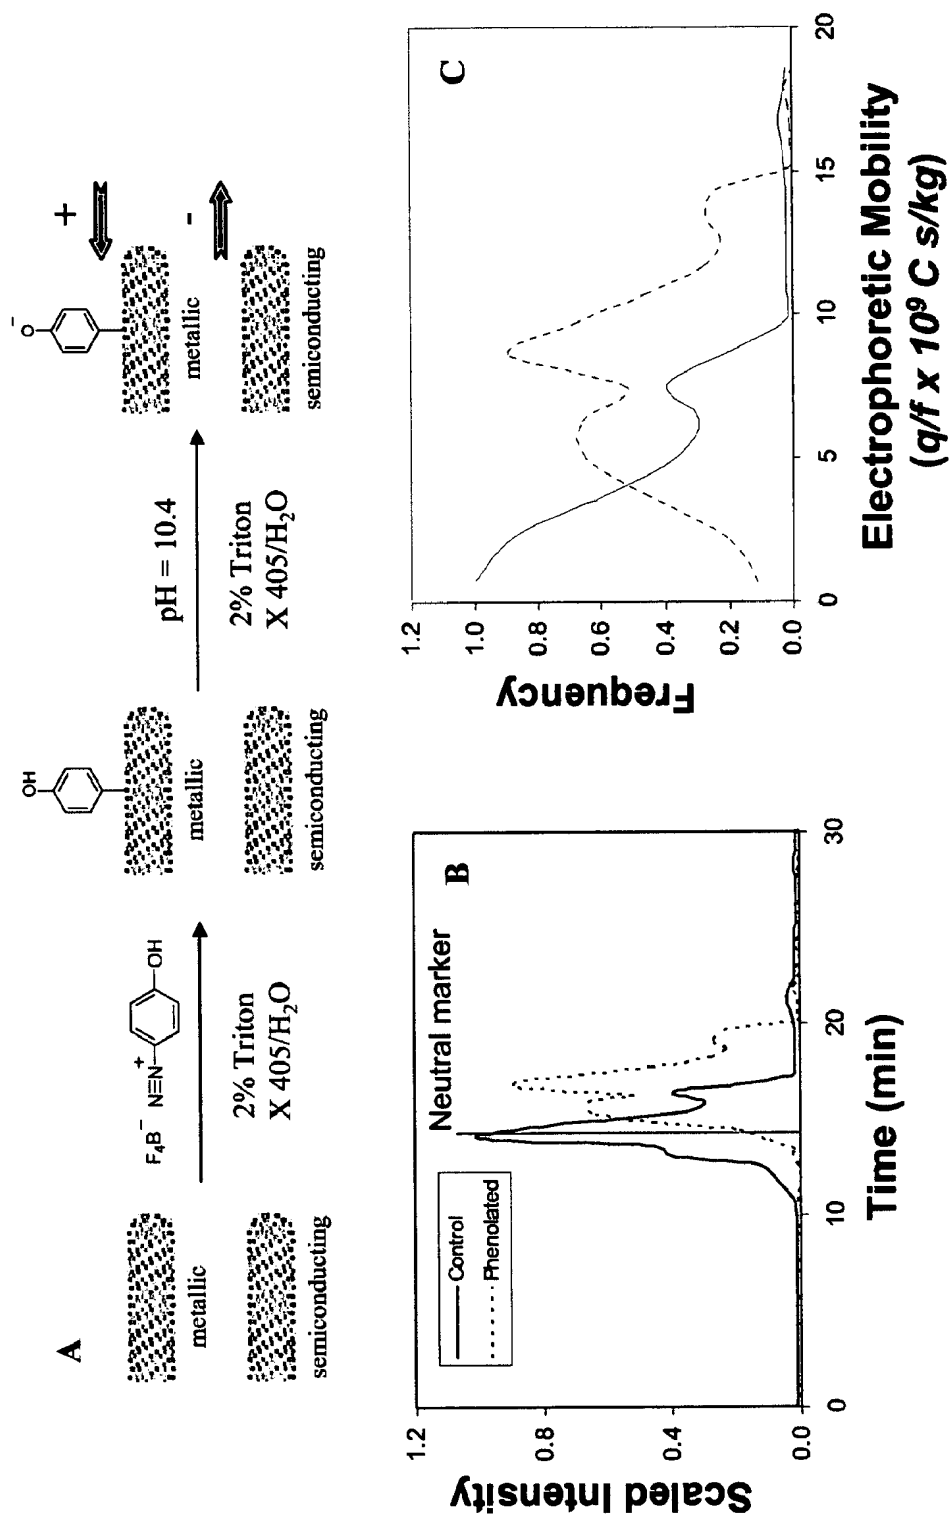 A
F₄B⁻ N≡N⁺
OH
2% Triton
X 405/H₂O
metallic
semiconducting
OH
metallic
semiconducting
pH = 10.4
2% Triton
X 405/H₂O
O⁻
metallic
semiconducting
+
-
B
Neutral marker
Control
Phenolated
Scaled Intensity
1.2
0.8
0.4
0.0
0
10
20
30
Time (min)
C
Frequency
1.2
1.0
0.8
0.6
0.4
0.2
0.0
0
5
10
15
20
Electrophoretic Mobility
(q/f x 10⁹ C s/kg)